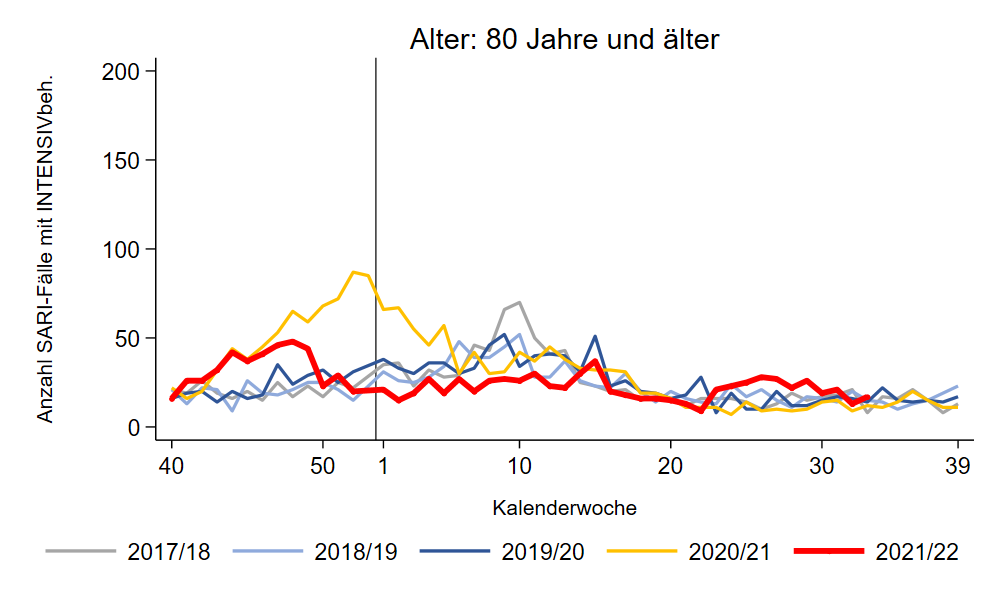 Alter: 80 Jahre und älter
Anzahl SARI-Fälle mit INTENSIVbeh.
200
150
100
50
0
40 50 1 10 20 30 39
Kalenderwoche
2017/18 2018/19 2019/20 2020/21 2021/22